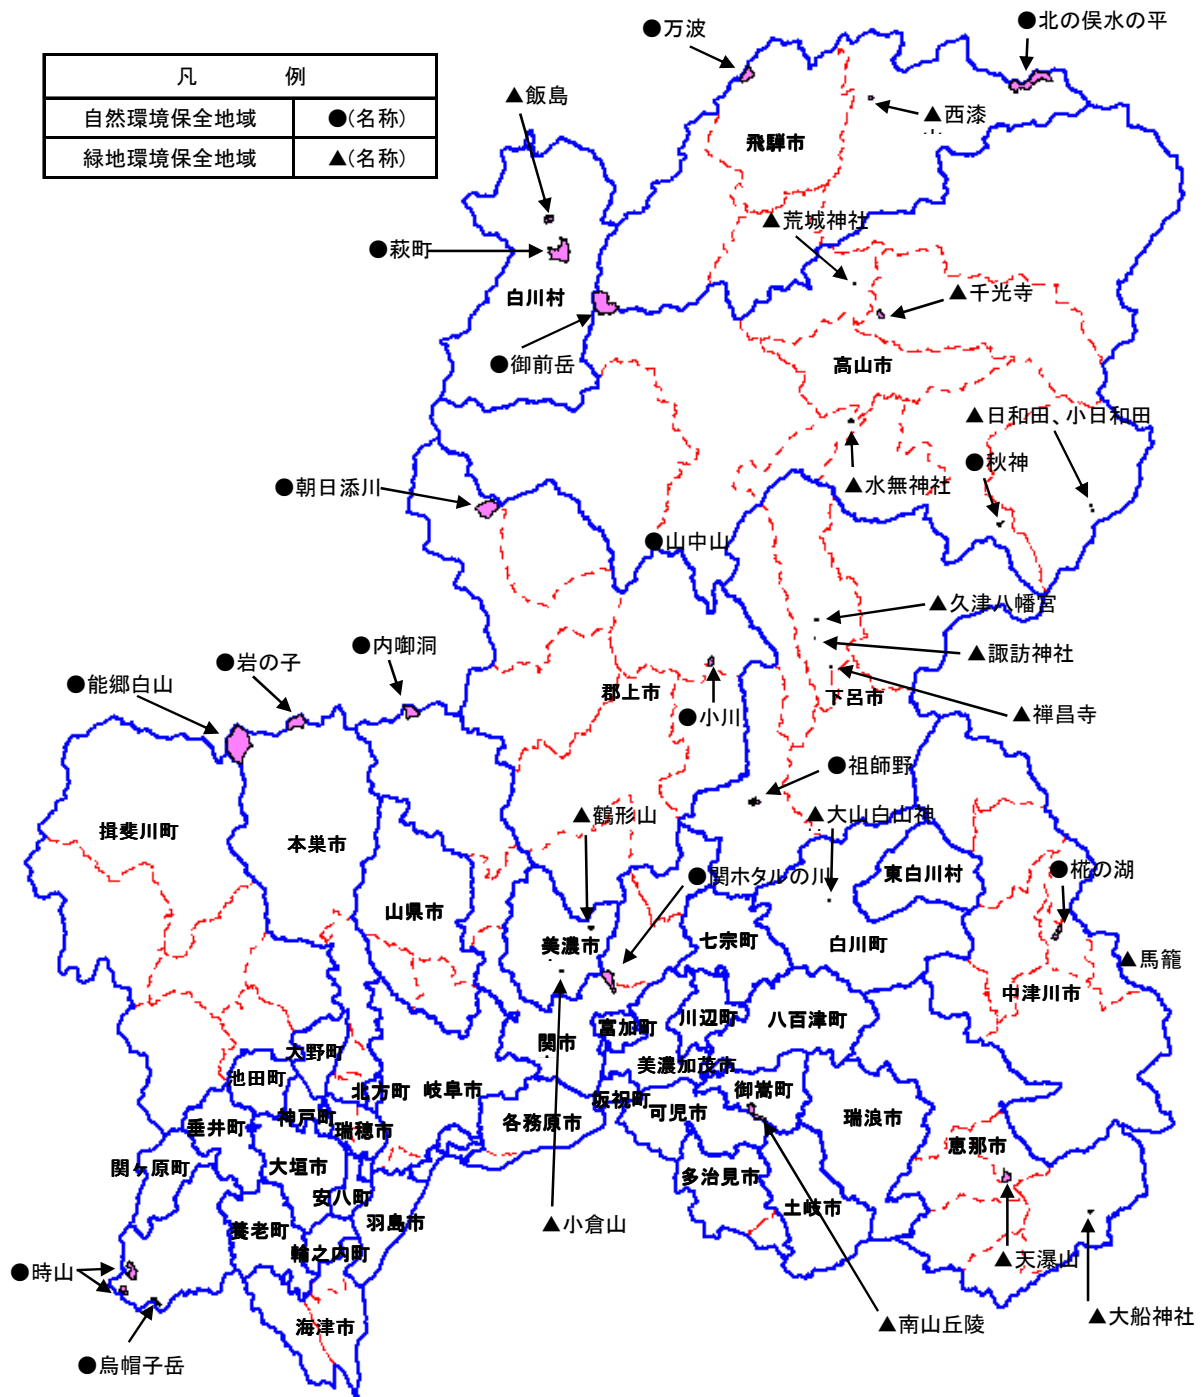 凡　　　例
自然環境保全地域 ●(名称)
緑地環境保全地域 ▲(名称)
●万波
●北の俣水の平
▲飯島
▲西漆
飛騨市
▲荒城神社
●萩町
白川村
▲千光寺
●御前岳
高山市
▲日和田、小日和田
●秋神
●朝日添川
▲水無神社
●山中山
▲久津八幡宮
▲諏訪神社
●内啣洞
●岩の子
●能郷白山
郡上市
下呂市
●小川
▲禅昌寺
●祖師野
▲鶴形山
▲大山白山神
揖斐川町
本巣市
●関ホタルの川
東白川村
●椛の湖
山県市
美濃市
七宗町
白川町
▲馬籠
中津川市
富加町
川辺町
八百津町
関市
大野町
美濃加茂市
池田町
北方町
岐阜市
坂祝町
御嵩町
神戸町
可児市
瑞浪市
垂井町
瑞穂市
各務原市
恵那市
関ヶ原町
大垣市
多治見市
安八町
土岐市
養老町
羽島市
▲小倉山
輪之内町
▲天瀑山
●時山
海津市
▲南山丘陵
▲大船神社
●烏帽子岳